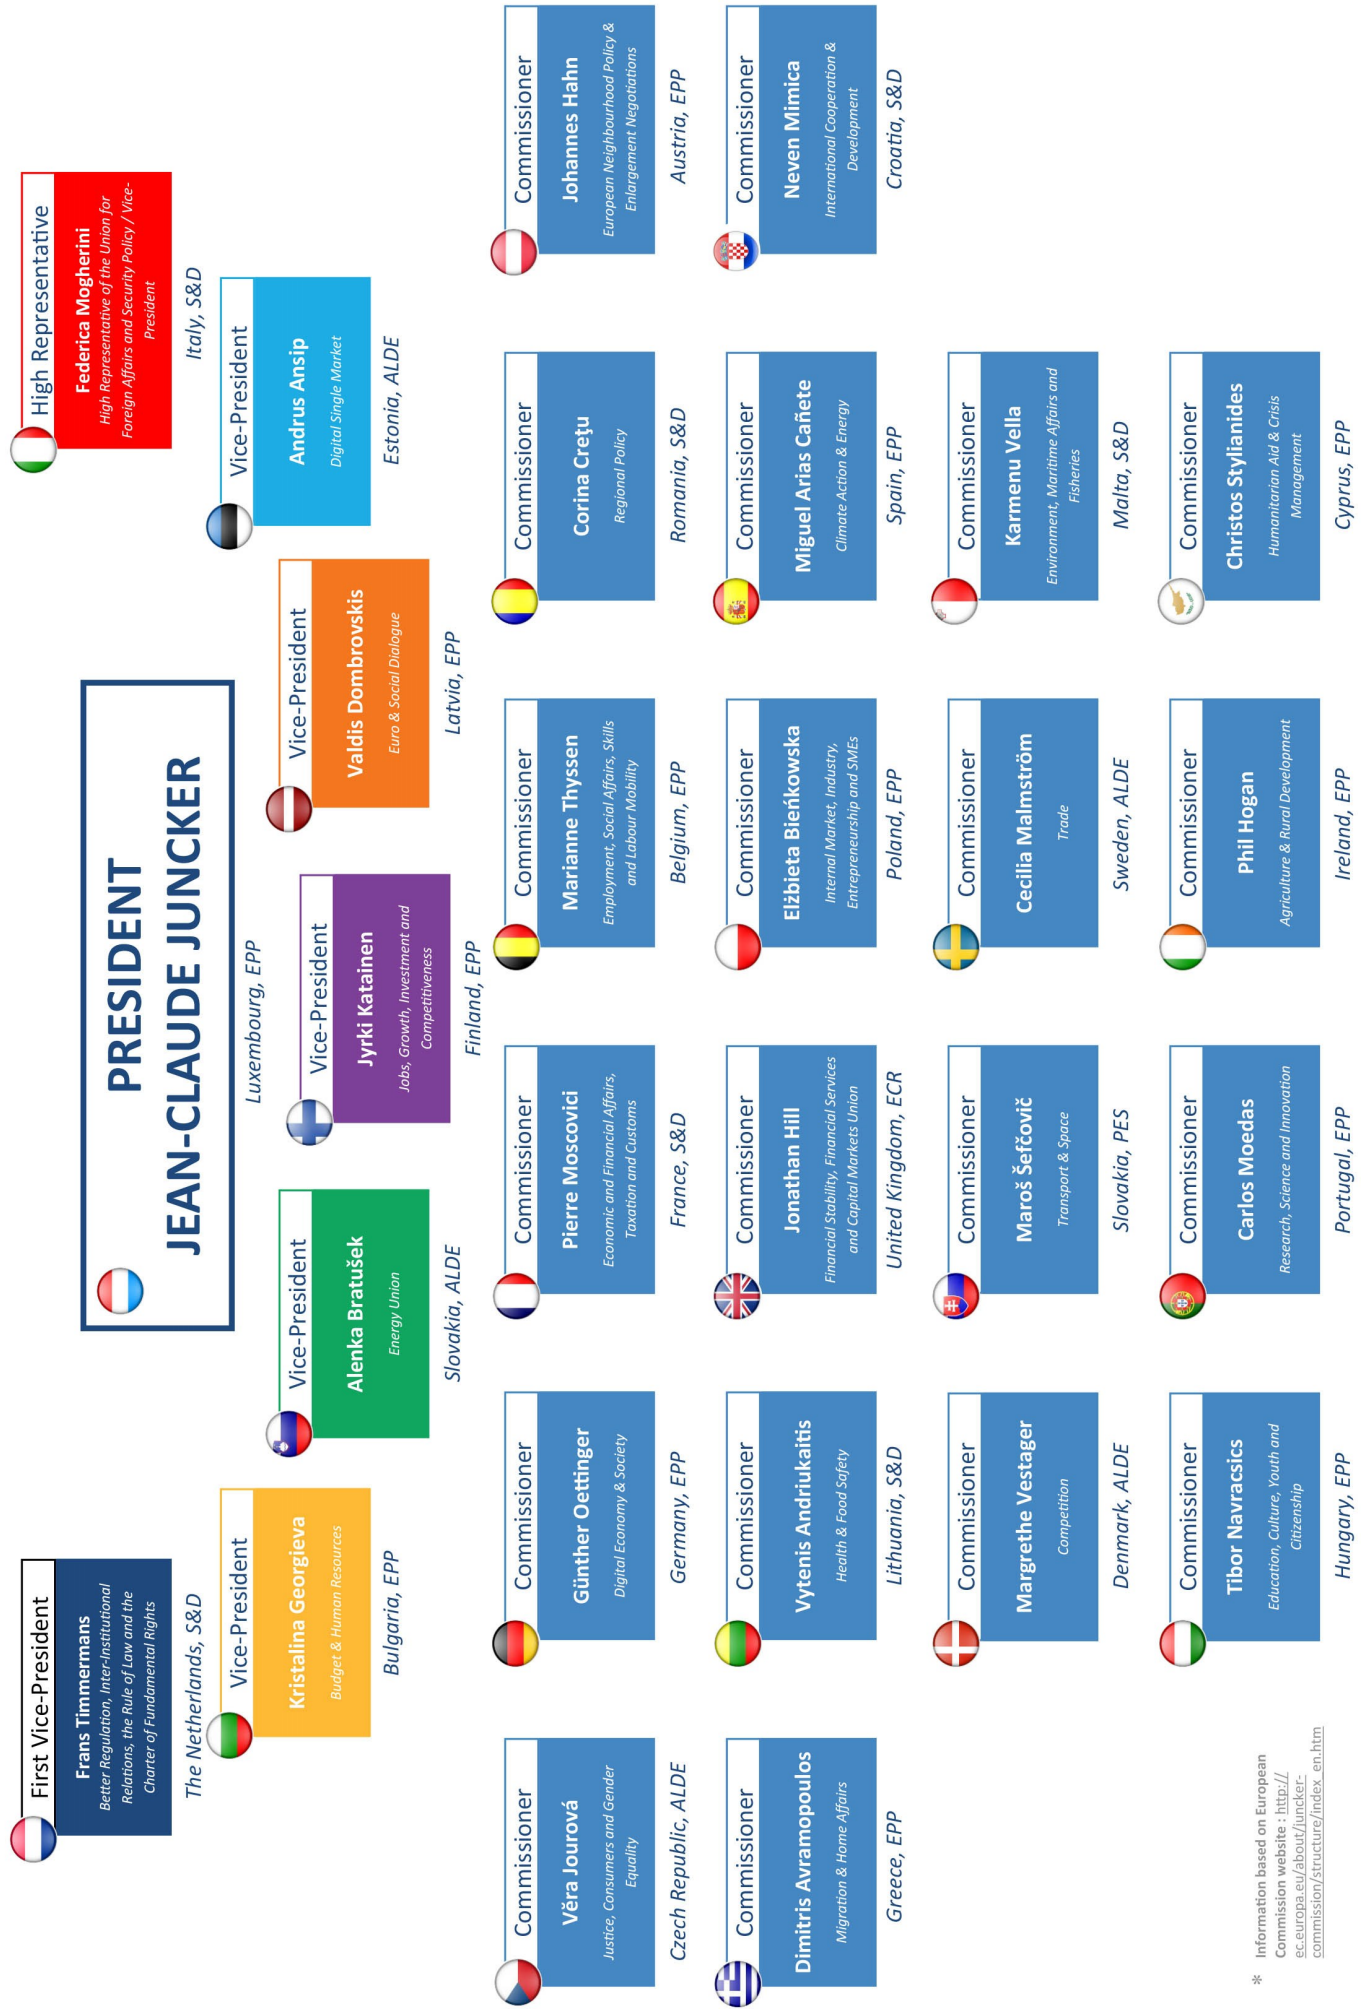 PRESIDENT
JEAN-CLAUDE JUNCKER
Luxembourg, EPP
First Vice-President
Frans Timmermans
Better Regulation, Inter-Institutional
Relations, the Rule of Law and the
Charter of Fundamental Rights
The Netherlands, S&D
High Representative
Federica Mogherini
High Representative of the Union for
Foreign Affairs and Security Policy / Vice-
President
Italy, S&D
Vice-President
Kristalina Georgieva
Budget & Human Resources
Bulgaria, EPP
Vice-President
Alenka Bratušek
Energy Union
Slovakia, ALDE
Vice-President
Jyrki Katainen
Jobs, Growth, Investment and
Competitiveness
Finland, EPP
Vice-President
Valdis Dombrovskis
Euro & Social Dialogue
Latvia, EPP
Vice-President
Andrus Ansip
Digital Single Market
Estonia, ALDE
Commissioner
Věra Jourová
Justice, Consumers and Gender
Equality
Czech Republic, ALDE
Commissioner
Günther Oettinger
Digital Economy & Society
Germany, EPP
Commissioner
Pierre Moscovici
Economic and Financial Affairs,
Taxation and Customs
France, S&D
Commissioner
Marianne Thyssen
Employment, Social Affairs, Skills
and Labour Mobility
Belgium, EPP
Commissioner
Corina Creţu
Regional Policy
Romania, S&D
Commissioner
Johannes Hahn
European Neighbourhood Policy &
Enlargement Negotiations
Austria, EPP
Commissioner
Dimitris Avramopoulos
Migration & Home Affairs
Greece, EPP
Commissioner
Vytenis Andriukaitis
Health & Food Safety
Lithuania, S&D
Commissioner
Jonathan Hill
Financial Stability, Financial Services
and Capital Markets Union
United Kingdom, ECR
Commissioner
Elżbieta Bieńkowska
Internal Market, Industry,
Entrepreneurship and SMEs
Poland, EPP
Commissioner
Miguel Arias Cañete
Climate Action & Energy
Spain, EPP
Commissioner
Neven Mimica
International Cooperation &
Development
Croatia, S&D
Commissioner
Margrethe Vestager
Competition
Denmark, ALDE
Commissioner
Maroš Šefčovič
Transport & Space
Slovakia, PES
Commissioner
Cecilia Malmström
Trade
Sweden, ALDE
Commissioner
Karmenu Vella
Environment, Maritime Affairs and
Fisheries
Malta, S&D
Commissioner
Tibor Navracsics
Education, Culture, Youth and
Citizenship
Hungary, EPP
Commissioner
Carlos Moedas
Research, Science and Innovation
Portugal, EPP
Commissioner
Phil Hogan
Agriculture & Rural Development
Ireland, EPP
Commissioner
Christos Stylianides
Humanitarian Aid & Crisis
Management
Cyprus, EPP
* Information based on European
Commission website : http://
ec.europa.eu/about/juncker-
commission/structure/index_en.htm